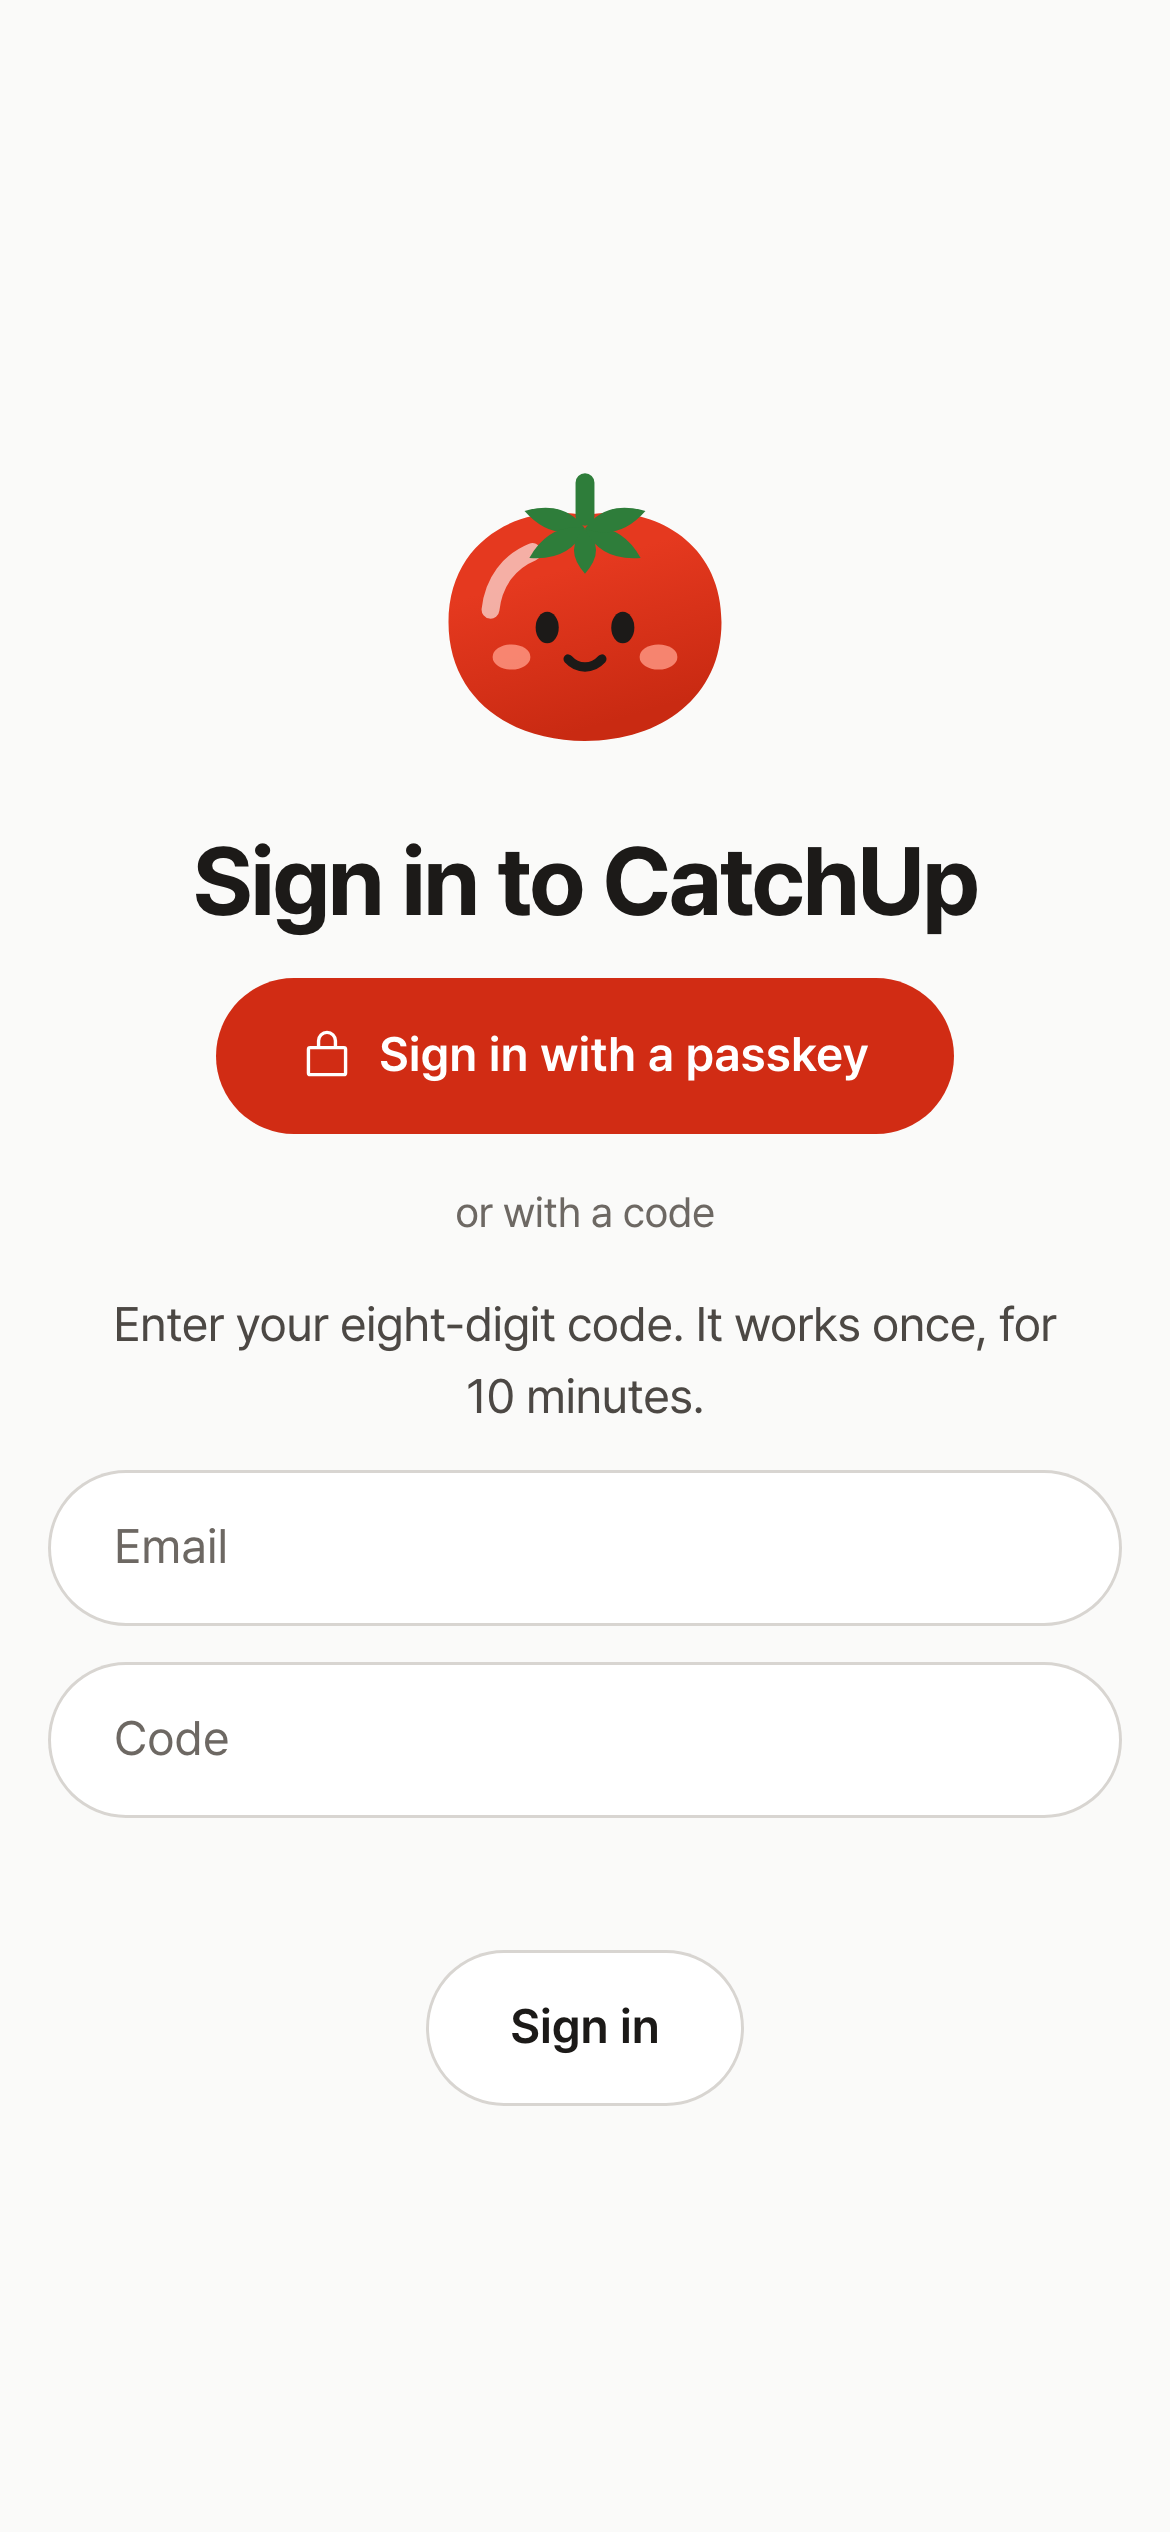 Sign in to CatchUp
Sign in with a passkey
or with a code
Enter your eight-digit code. It works once, for
10 minutes.
Email
Code
Sign in